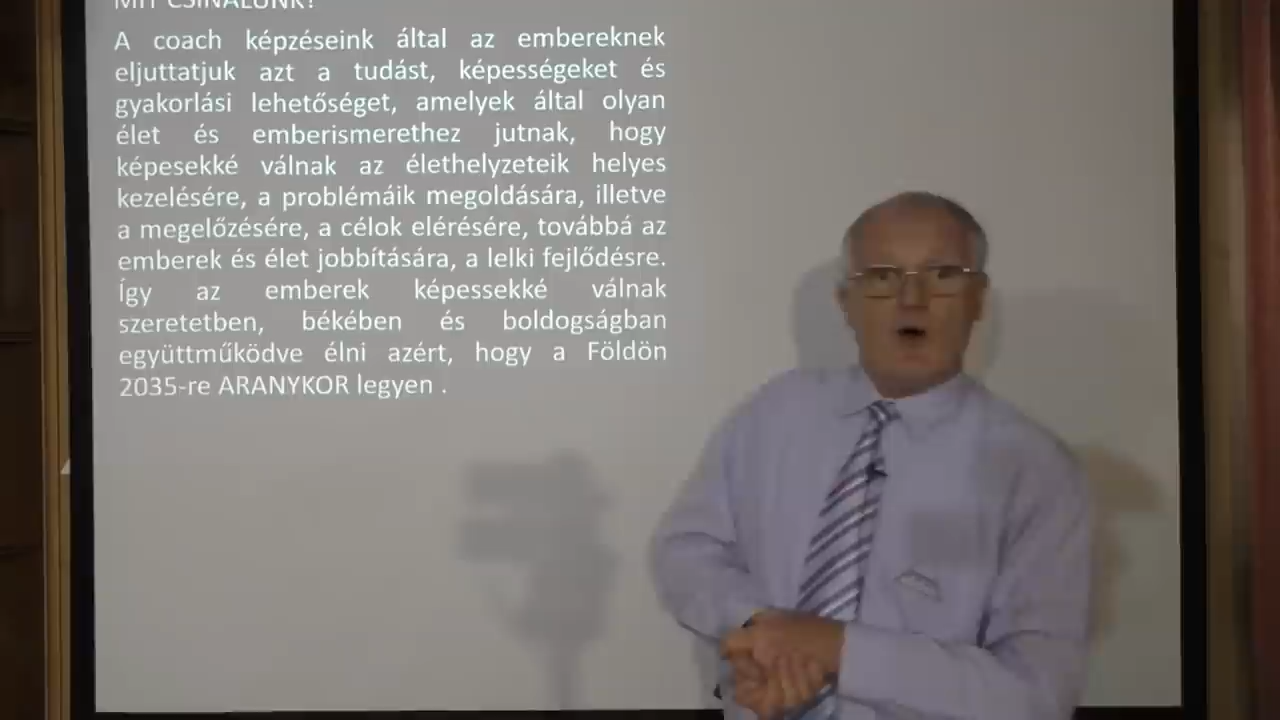 MIT CSINÁLUNK?
A coach képzéseink által az embereknek
eljuttatjuk azt a tudást, képességeket és
gyakorlási lehetőséget, amelyek által olyan
élet és emberismerethez jutnak, hogy
képesekké válnak az élethelyzeteik helyes
kezelésére, a problémáik megoldására, illetve
a megelőzésére, a célok elérésére, továbbá az
emberek és élet jobbítására, a lelki fejlődésre.
Így az emberek képessekké válnak
szeretetben, békében és boldogságban
együttműködve élni azért, hogy a Földön
2035-re ARANYKOR legyen .